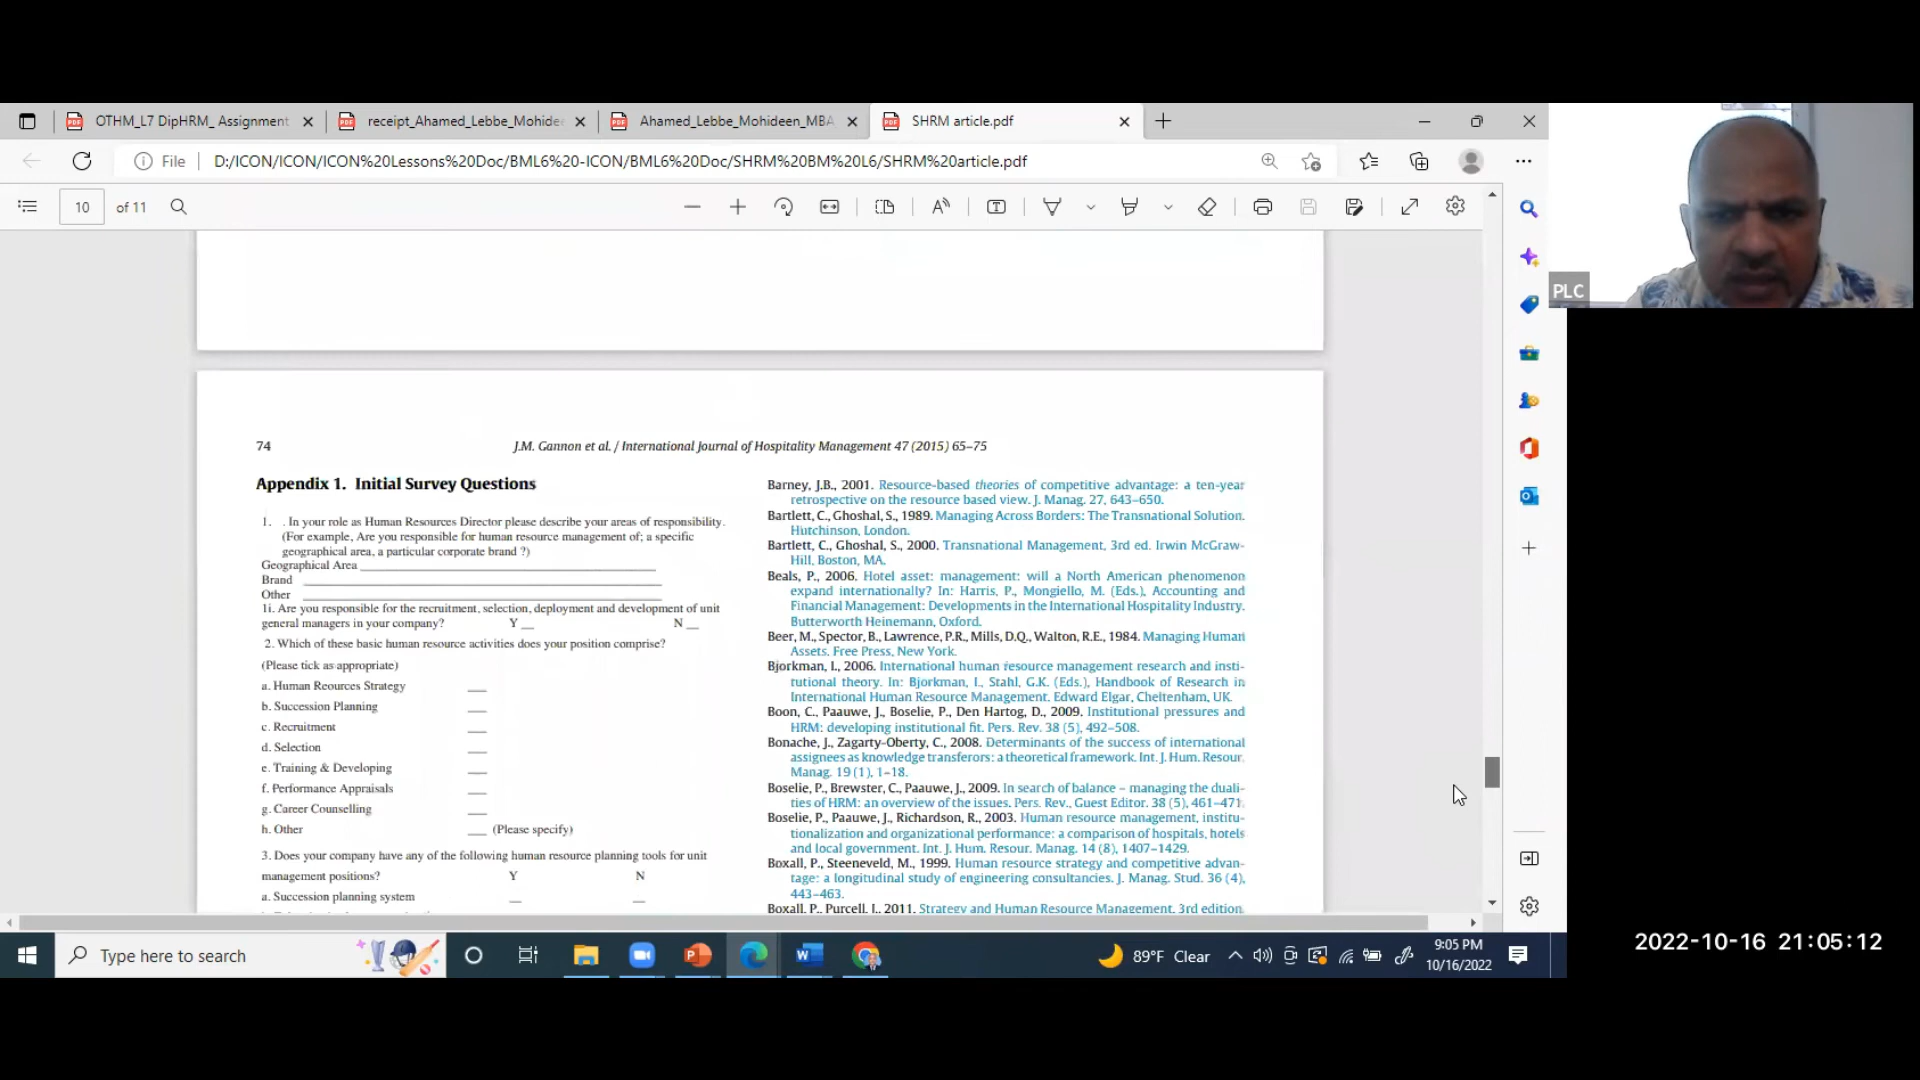 OTHM_L7 DipHRM_ Assignment
receipt_Ahamed_Lebbe_Mohide
Ahamed_Lebbe_Mohideen_MBA
SHRM article.pdf
File
D:/ICON/ICON/ICON%20Lessons%20Doc/BML6%20-ICON/BML6%20Doc/SHRM%20BM%20L6/SHRM%20article.pdf
10 of 11
PLC
74
J.M. Gannon et al. / International Journal of Hospitality Management 47 (2015) 65–75
Appendix 1. Initial Survey Questions
1. . In your role as Human Resources Director please describe your areas of responsibility.
(For example, Are you responsible for human resource management of; a specific
geographical area, a particular corporate brand ?)
Geographical Area
Brand
Other
1i. Are you responsible for the recruitment, selection, deployment and development of unit
general managers in your company? Y __ N __
2. Which of these basic human resource activities does your position comprise?
(Please tick as appropriate)
a. Human Reources Strategy
b. Succession Planning
c. Recruitment
d. Selection
e. Training & Developing
f. Performance Appraisals
g. Career Counselling
h. Other ___ (Please specify)
3. Does your company have any of the following human resource planning tools for unit
management positions? Y N
a. Succession planning system
Barney, J.B., 2001. Resource-based theories of competitive advantage: a ten-year
retrospective on the resource based view. J. Manag. 27, 643–650.
Bartlett, C., Ghoshal, S., 1989. Managing Across Borders: The Transnational Solution.
Hutchinson, London.
Bartlett, C., Ghoshal, S., 2000. Transnational Management, 3rd ed. Irwin McGraw-
Hill, Boston, MA.
Beals, P., 2006. Hotel asset: management: will a North American phenomenon
expand internationally? In: Harris, P., Mongiello, M. (Eds.), Accounting and
Financial Management: Developments in the International Hospitality Industry.
Butterworth Heinemann, Oxford.
Beer, M., Spector, B., Lawrence, P.R., Mills, D.Q., Walton, R.E., 1984. Managing Human
Assets. Free Press, New York.
Bjorkman, I., 2006. International human resource management research and insti-
tutional theory. In: Bjorkman, I., Stahl, G.K. (Eds.), Handbook of Research in
International Human Resource Management. Edward Elgar, Cheltenham, UK.
Boon, C., Paauwe, J., Boselie, P., Den Hartog, D., 2009. Institutional pressures and
HRM: developing institutional fit. Pers. Rev. 38 (5), 492–508.
Bonache, J., Zagarty-Oberty, C., 2008. Determinants of the success of international
assignees as knowledge transferors: a theoretical framework. Int. J. Hum. Resour.
Manag. 19 (1), 1–18.
Boselie, P., Brewster, C., Paauwe, J., 2009. In search of balance – managing the duali-
ties of HRM: an overview of the issues. Pers. Rev., Guest Editor. 38 (5), 461–471.
Boselie, P., Paauwe, J., Richardson, R., 2003. Human resource management, institu-
tionalization and organizational performance: a comparison of hospitals, hotels
and local government. Int. J. Hum. Resour. Manag. 14 (8), 1407–1429.
Boxall, P., Steeneveld, M., 1999. Human resource strategy and competitive advan-
tage: a longitudinal study of engineering consultancies. J. Manag. Stud. 36 (4),
443–463.
Boxall, P., Purcell, J., 2011. Strategy and Human Resource Management, 3rd edition.
Type here to search
89°F Clear
9:05 PM
10/16/2022
2022-10-16 21:05:12